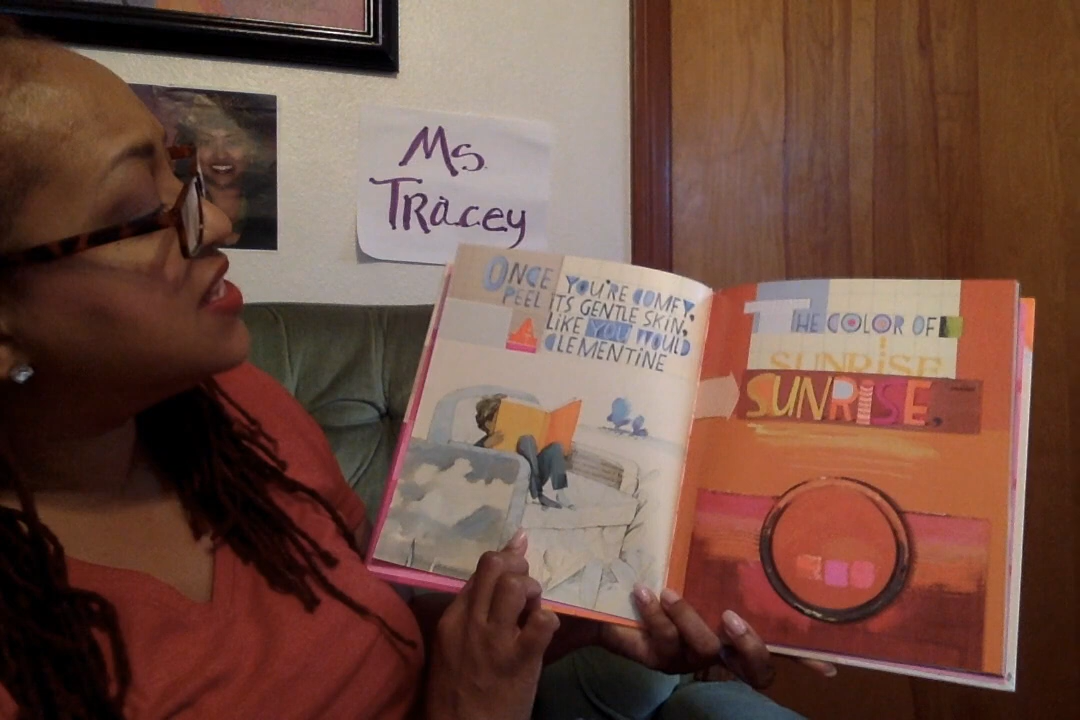 Ms.
Tracey
ONCE YOU'RE COMFY,
PEEL ITS GENTLE SKIN,
LIKE YOU WOULD
CLEMENTINE
THE COLOR OF
SUNRISE
SUNRISE.